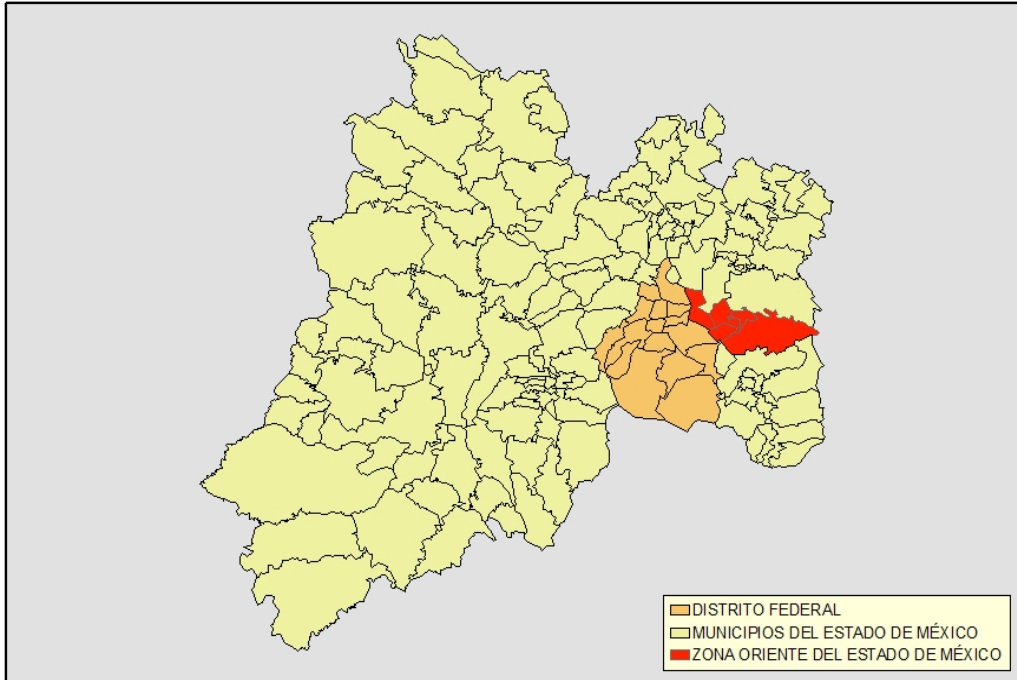 DISTRITO FEDERAL
MUNICIPIOS DEL ESTADO DE MÉXICO
ZONA ORIENTE DEL ESTADO DE MÉXICO